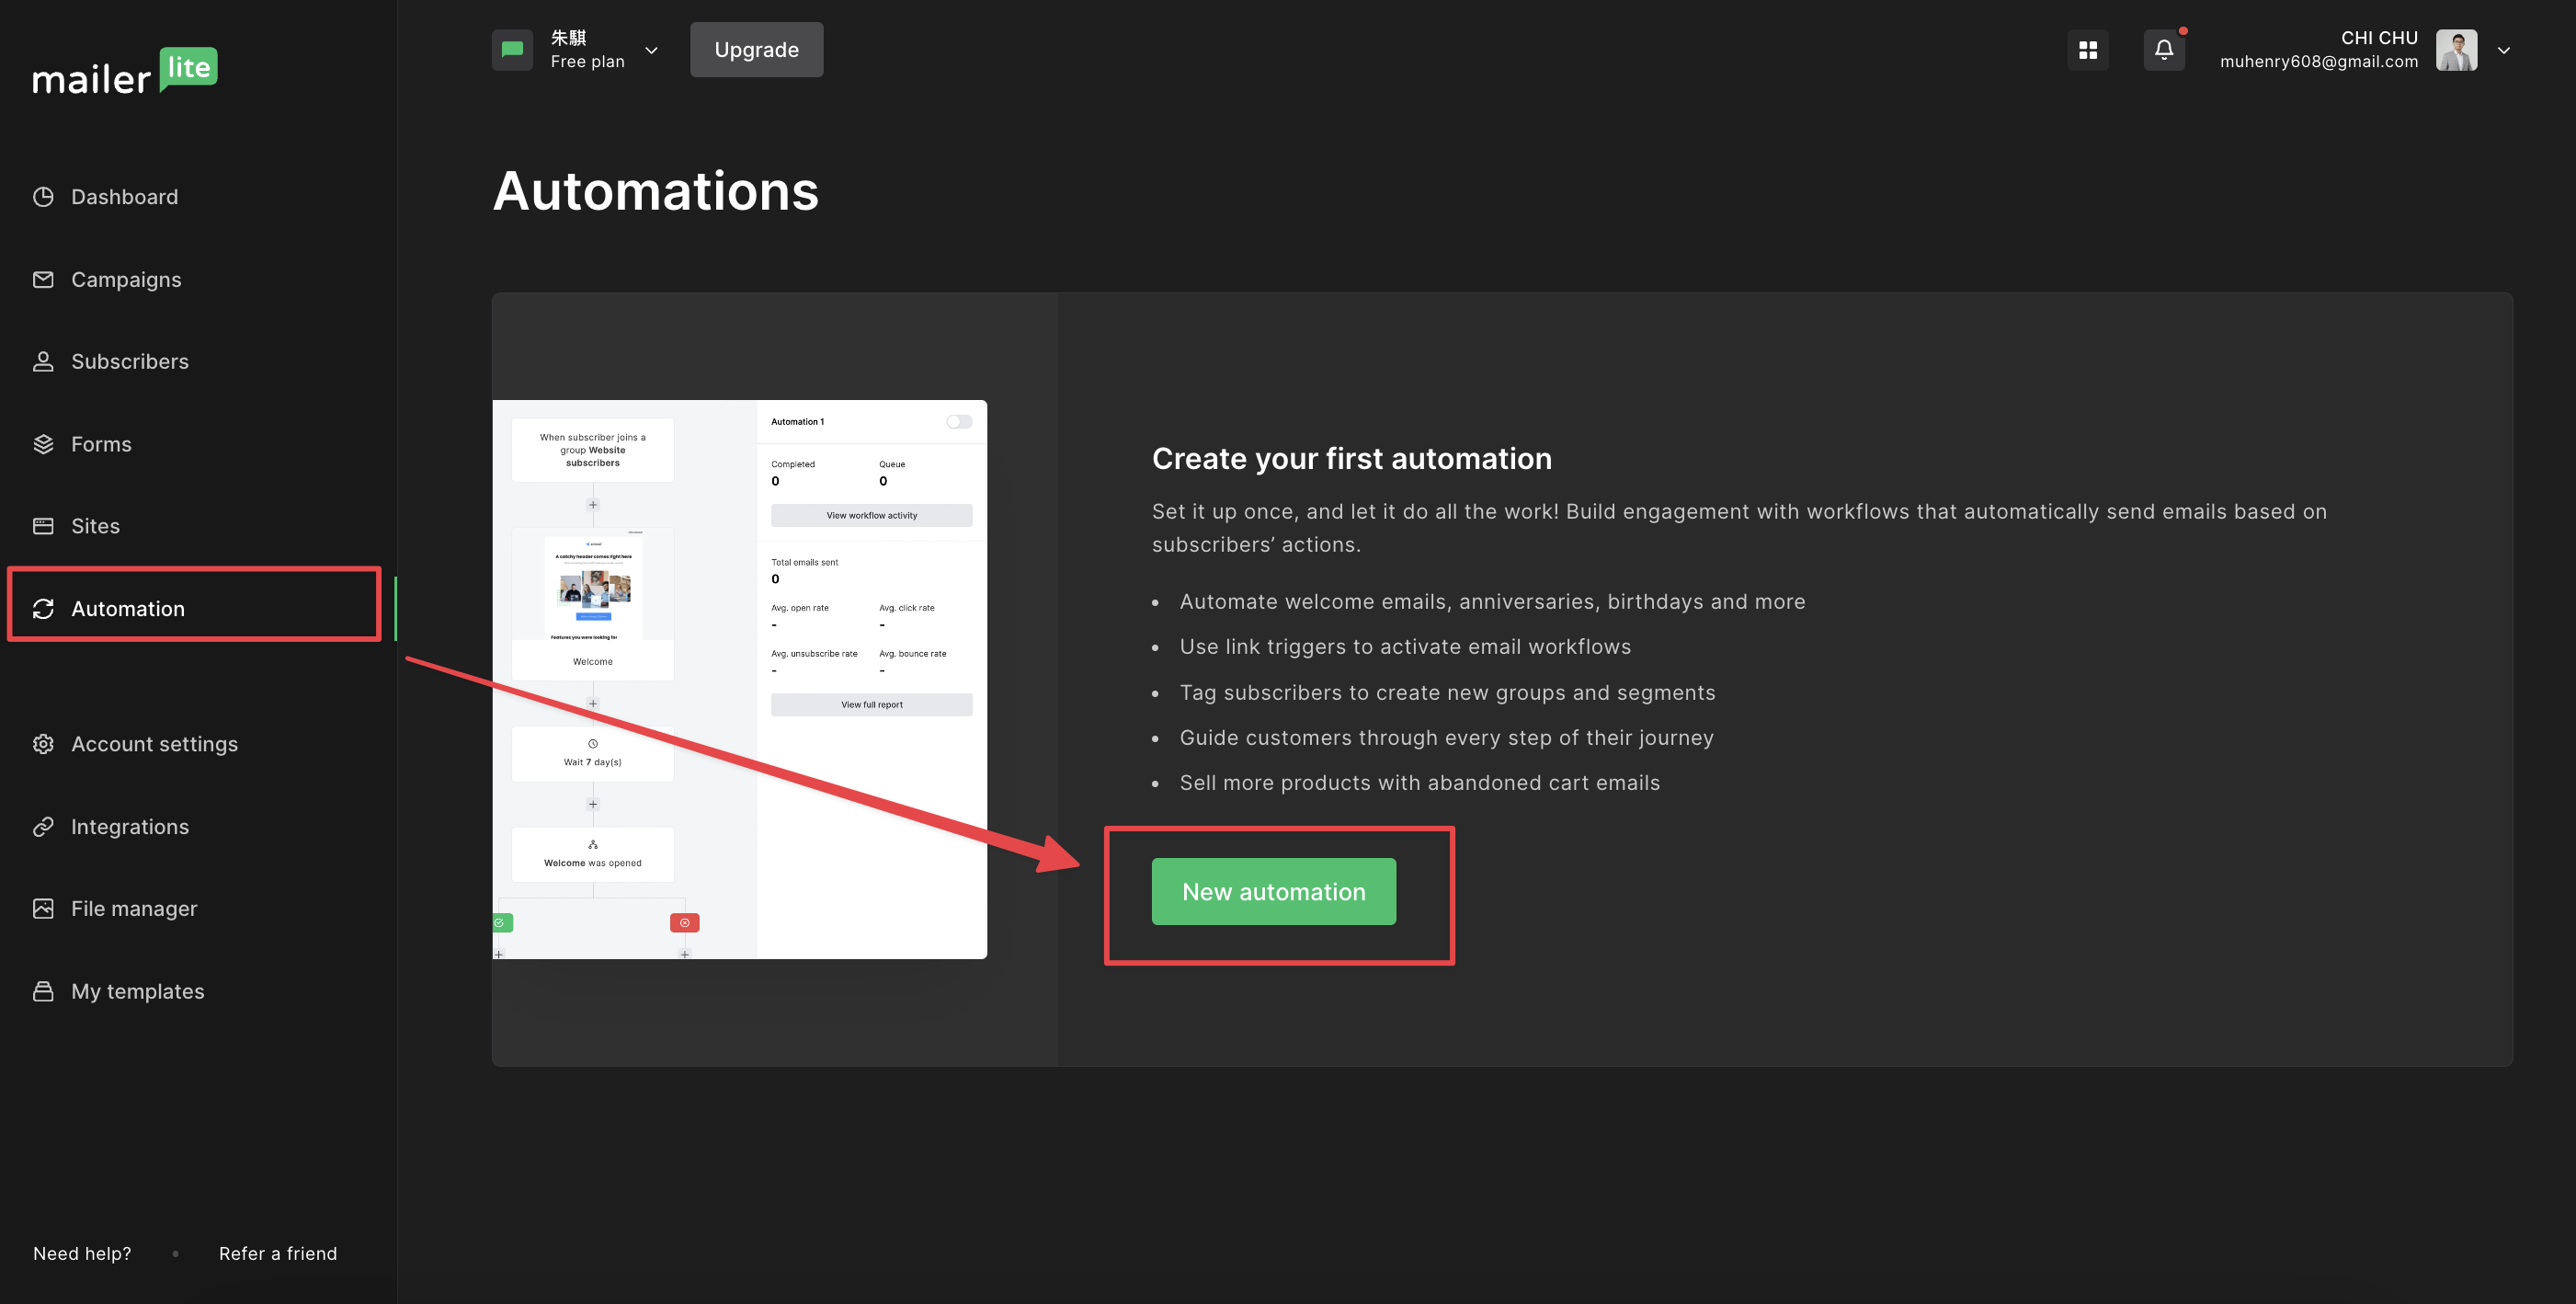 mailer lite
朱騏
Free plan
Upgrade
CHI CHU
muhenry608@gmail.com
Dashboard
Campaigns
Subscribers
Forms
Sites
Automation
Account settings
Integrations
File manager
My templates
Need help?
Refer a friend
Automations
When subscriber joins a
group Website
subscribers
A catchy header comes right here
Features you were looking for
Welcome
Wait 7 day(s)
Welcome was opened
Automation 1
Completed
Queue
0
0
View workflow activity
Total emails sent
0
Avg. open rate
Avg. click rate
-
-
Avg. unsubscribe rate
Avg. bounce rate
-
-
View full report
Create your first automation
Set it up once, and let it do all the work! Build engagement with workflows that automatically send emails based on
subscribers’ actions.
• Automate welcome emails, anniversaries, birthdays and more
• Use link triggers to activate email workflows
• Tag subscribers to create new groups and segments
• Guide customers through every step of their journey
• Sell more products with abandoned cart emails
New automation